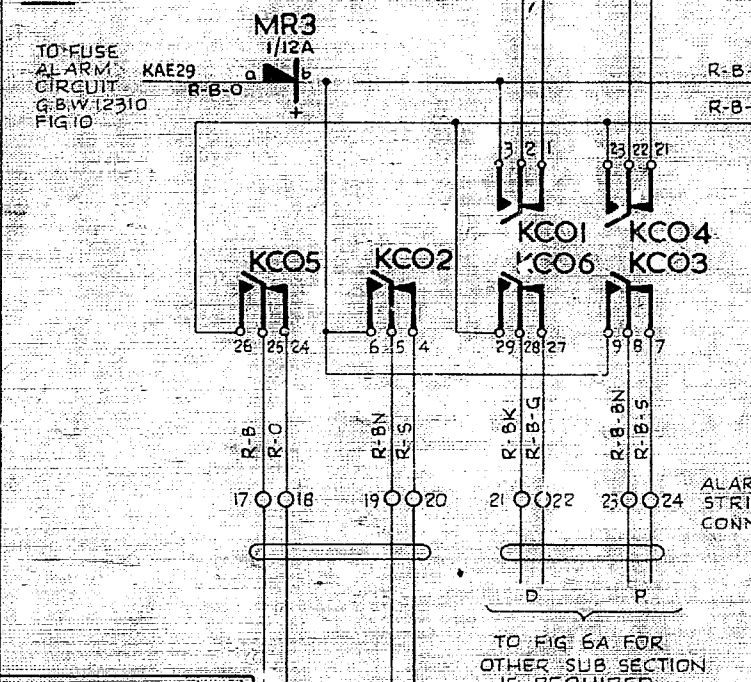 MR3
1/12A
TO FUSE
ALARM
CIRCUIT
G.B.W.12310
FIG 10
KAE29
R-B-O
a
b
+
R-B-
R-B-
3 2 1
23 22 21
KCO1
KCO4
KCO5
KCO2
KCO6
KCO3
26 25 24
6 5 4
29 28 27
9 8 7
R-B
R-O
R-BN
R-S
R-BK
R-B-G
R-B-BN
R-B-S
17 18
19 20
21 22
23 24
ALAR
STRI
CONN
D
P
TO FIG 6A FOR
OTHER SUB SECTION
IF REQUIRED